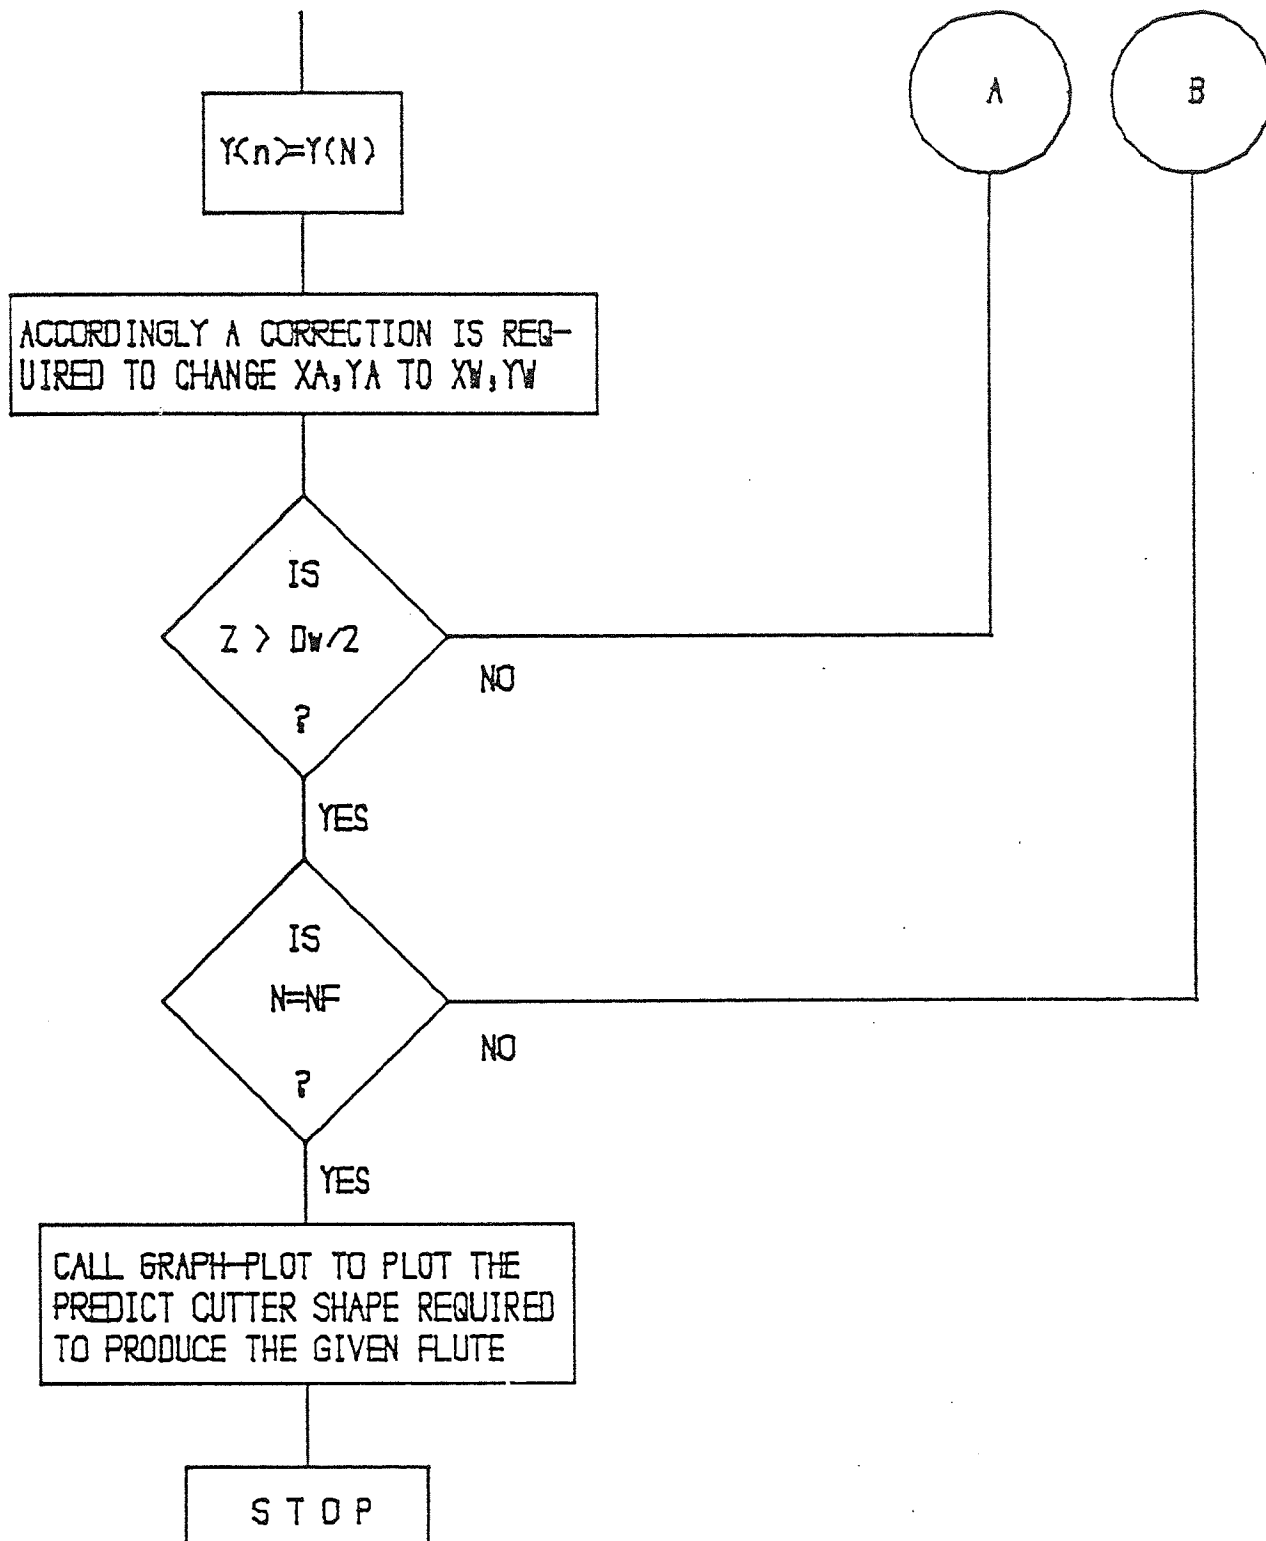 A
B
Y(n)=Y(N)
ACCORDINGLY A CORRECTION IS REQ-
UIRED TO CHANGE XA,YA TO XW,YW
IS
Z > Dw/2
?
NO
YES
IS
N=NF
?
NO
YES
CALL GRAPH-PLOT TO PLOT THE
PREDICT CUTTER SHAPE REQUIRED
TO PRODUCE THE GIVEN FLUTE
S T O P